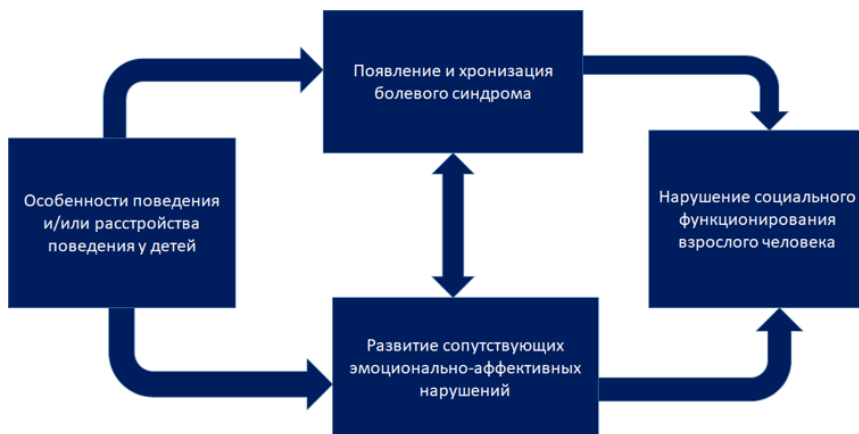 Появление и хронизация
болевого синдрома
Особенности поведения
и/или расстройства
поведения у детей
Нарушение социального
функционирования
взрослого человека
Развитие сопутствующих
эмоционально-аффективных
нарушений